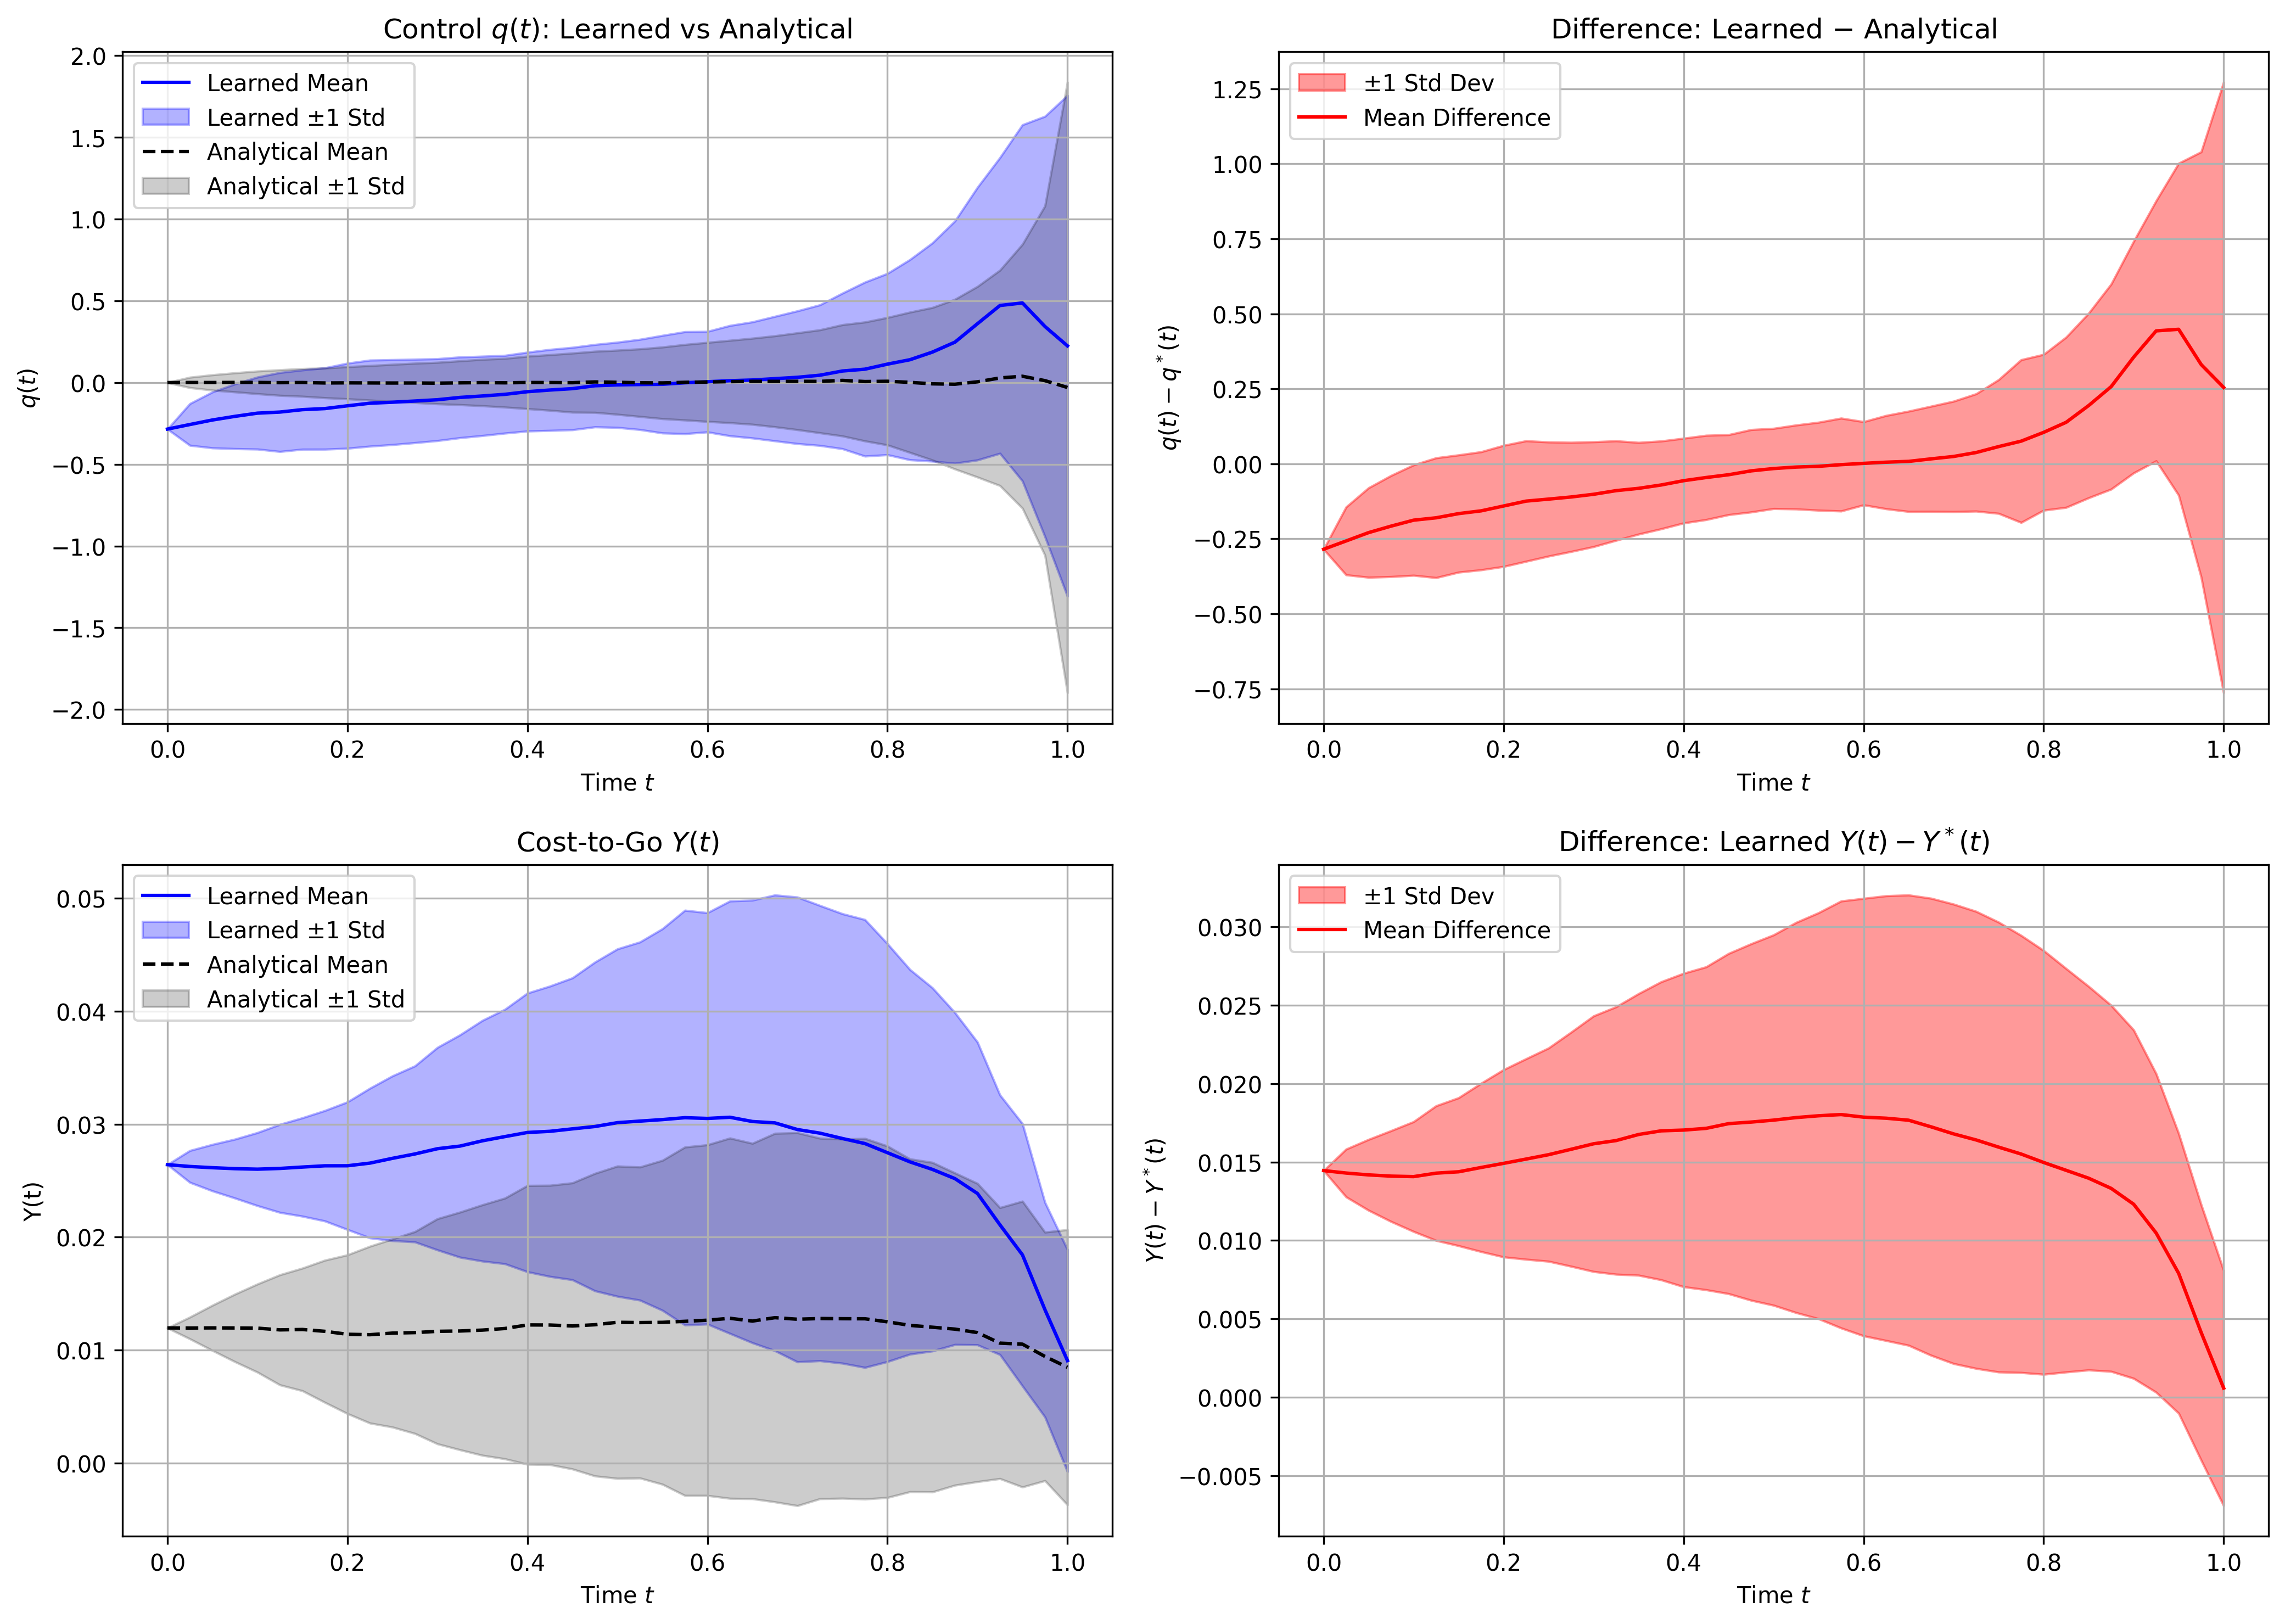 Control q(t): Learned vs Analytical
Learned Mean
Learned ±1 Std
Analytical Mean
Analytical ±1 Std
q(t)
2.0
1.5
1.0
0.5
0.0
−0.5
−1.0
−1.5
−2.0
0.0 0.2 0.4 0.6 0.8 1.0
Time t
Difference: Learned − Analytical
±1 Std Dev
Mean Difference
q(t) − q*(t)
1.25
1.00
0.75
0.50
0.25
0.00
−0.25
−0.50
−0.75
0.0 0.2 0.4 0.6 0.8 1.0
Time t
Cost-to-Go Y(t)
Learned Mean
Learned ±1 Std
Analytical Mean
Analytical ±1 Std
Y(t)
0.05
0.04
0.03
0.02
0.01
0.00
0.0 0.2 0.4 0.6 0.8 1.0
Time t
Difference: Learned Y(t) − Y*(t)
±1 Std Dev
Mean Difference
Y(t) − Y*(t)
0.030
0.025
0.020
0.015
0.010
0.005
0.000
−0.005
0.0 0.2 0.4 0.6 0.8 1.0
Time t